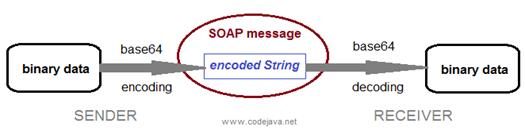 SOAP message
binary data
base64
encoding
encoded String
base64
decoding
binary data
SENDER
RECEIVER
www.codejava.net